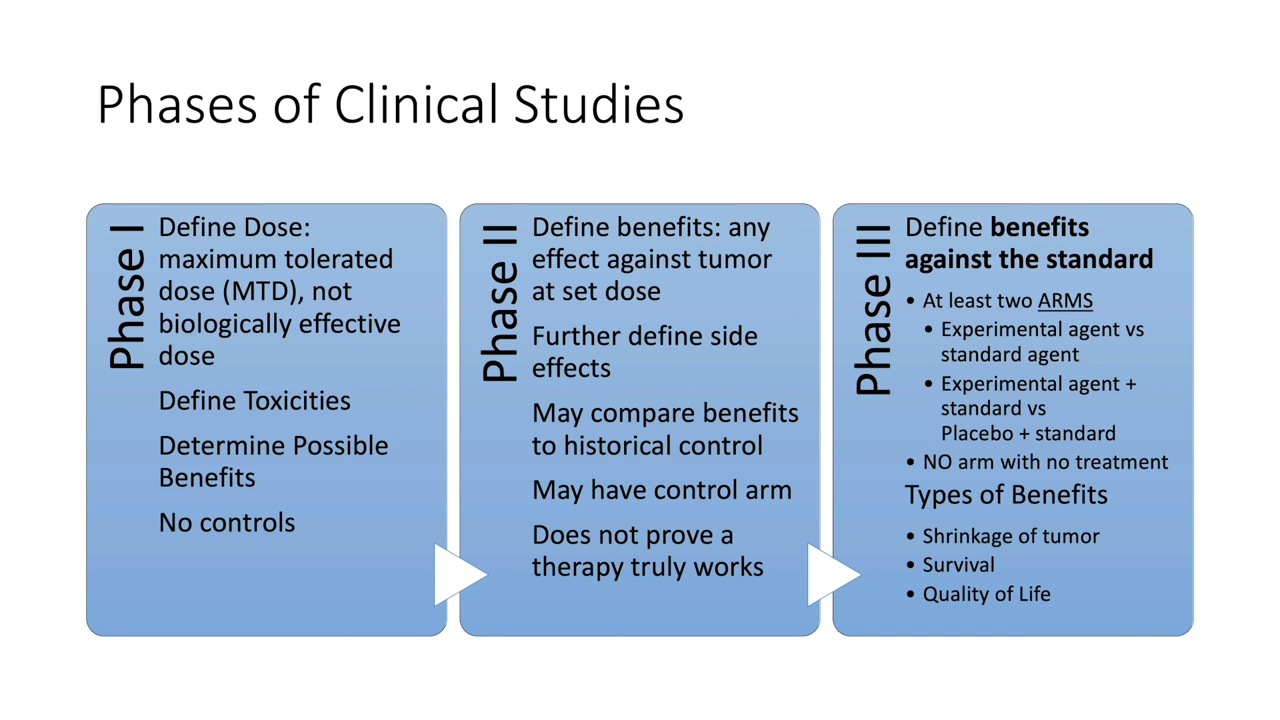 Phases of Clinical Studies
Phase I
Define Dose:
maximum tolerated
dose (MTD), not
biologically effective
dose
Define Toxicities
Determine Possible
Benefits
No controls
Phase II
Define benefits: any
effect against tumor
at set dose
Further define side
effects
May compare benefits
to historical control
May have control arm
Does not prove a
therapy truly works
Phase III
Define benefits
against the standard
• At least two ARMS
• Experimental agent vs
standard agent
• Experimental agent +
standard vs
Placebo + standard
• NO arm with no treatment
Types of Benefits
• Shrinkage of tumor
• Survival
• Quality of Life